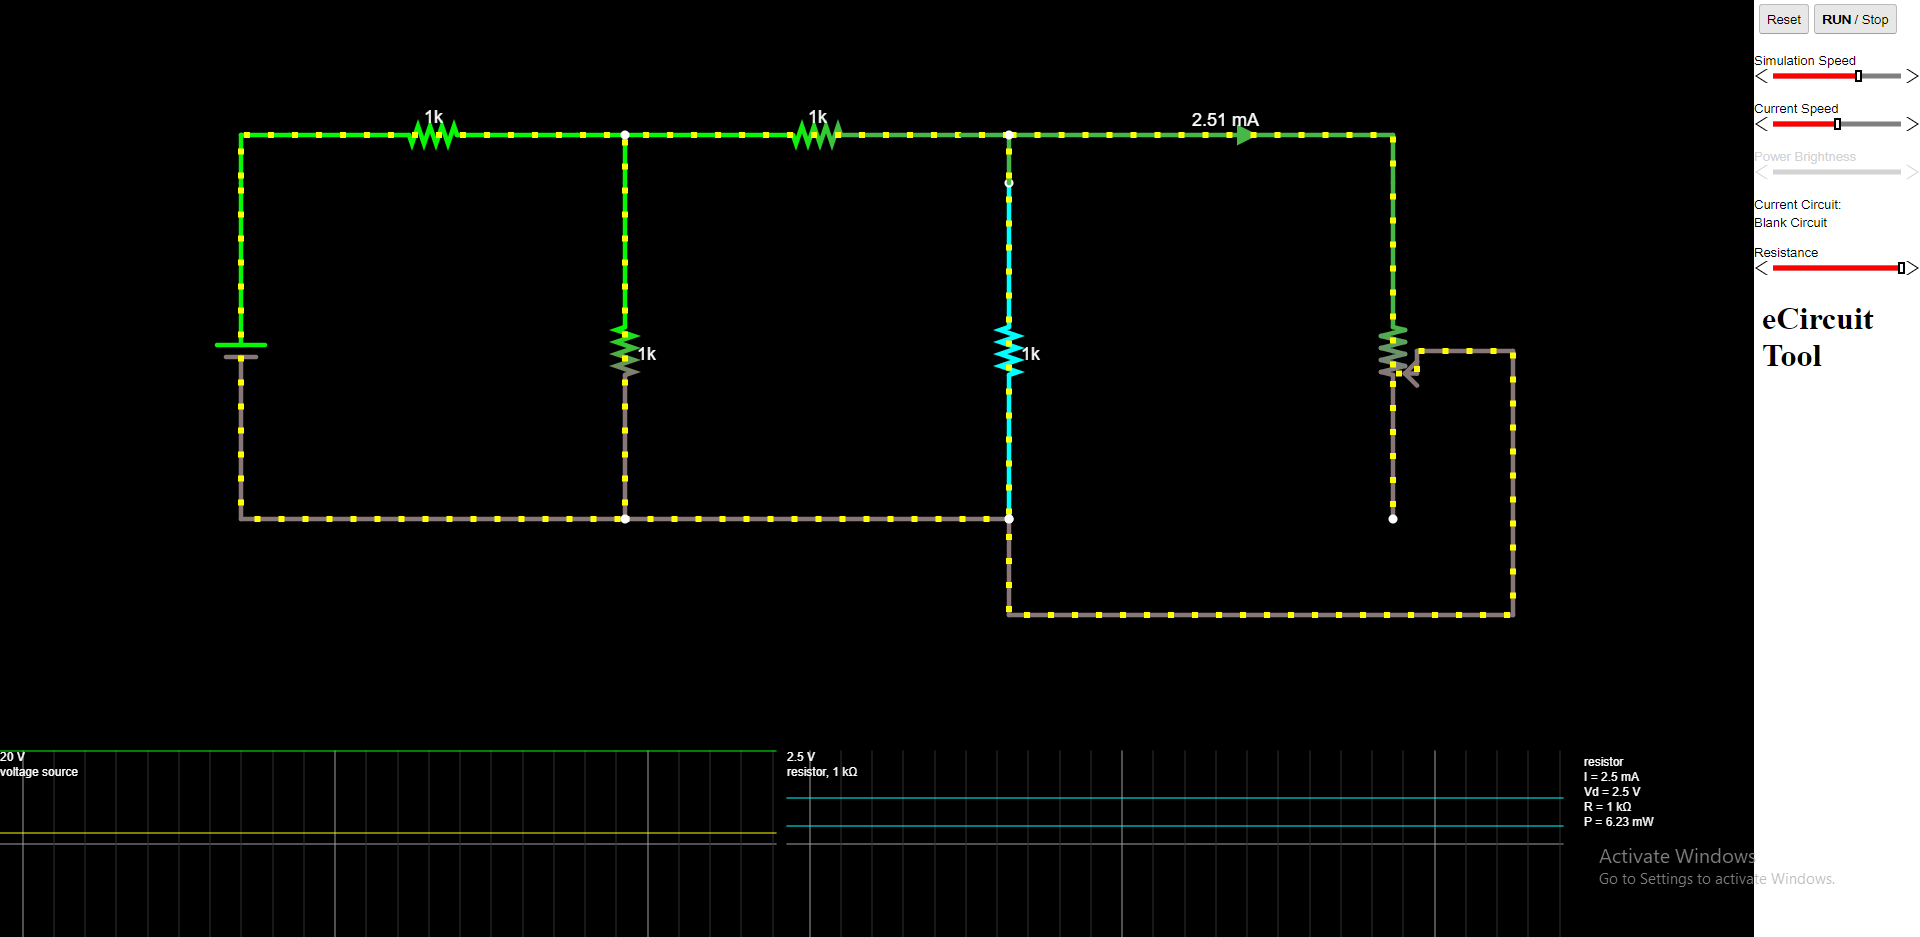 Reset
RUN / Stop
Simulation Speed
Current Speed
Power Brightness
Current Circuit:
Blank Circuit
Resistance
eCircuit
Tool
1k
1k
2.51 mA
1k
1k
20 V
voltage source
2.5 V
resistor, 1 kΩ
resistor
I = 2.5 mA
Vd = 2.5 V
R = 1 kΩ
P = 6.23 mW
Activate Windows
Go to Settings to activate Windows.